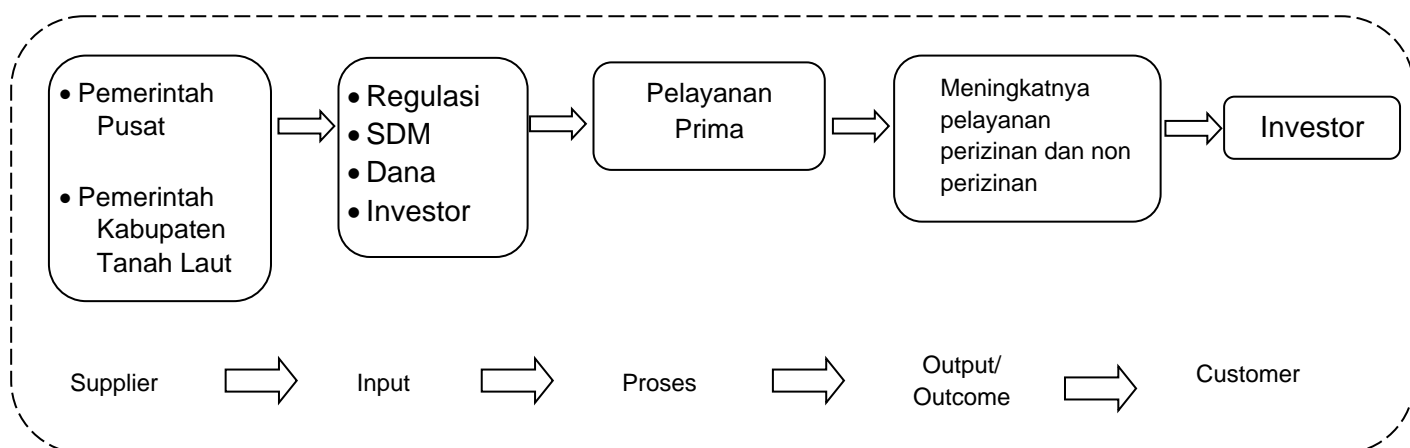 • Pemerintah
Pusat
• Pemerintah
Kabupaten
Tanah Laut
• Regulasi
• SDM
• Dana
• Investor
Pelayanan
Prima
Meningkatnya
pelayanan
perizinan dan non
perizinan
Investor
Supplier
Input
Proses
Output/
Outcome
Customer